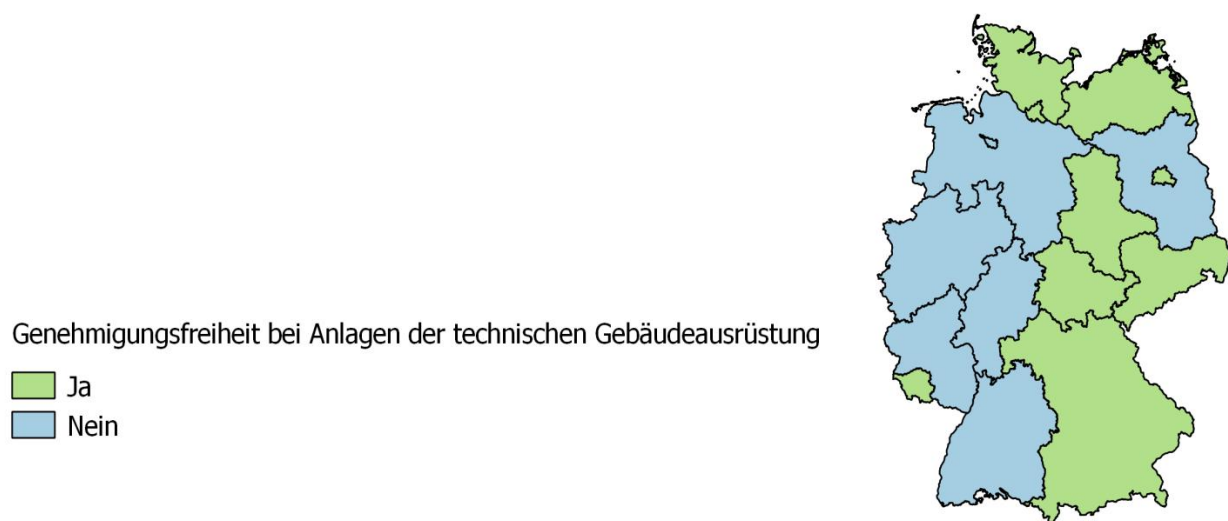 Genehmigungsfreiheit bei Anlagen der technischen Gebäudeausrüstung
Ja
Nein